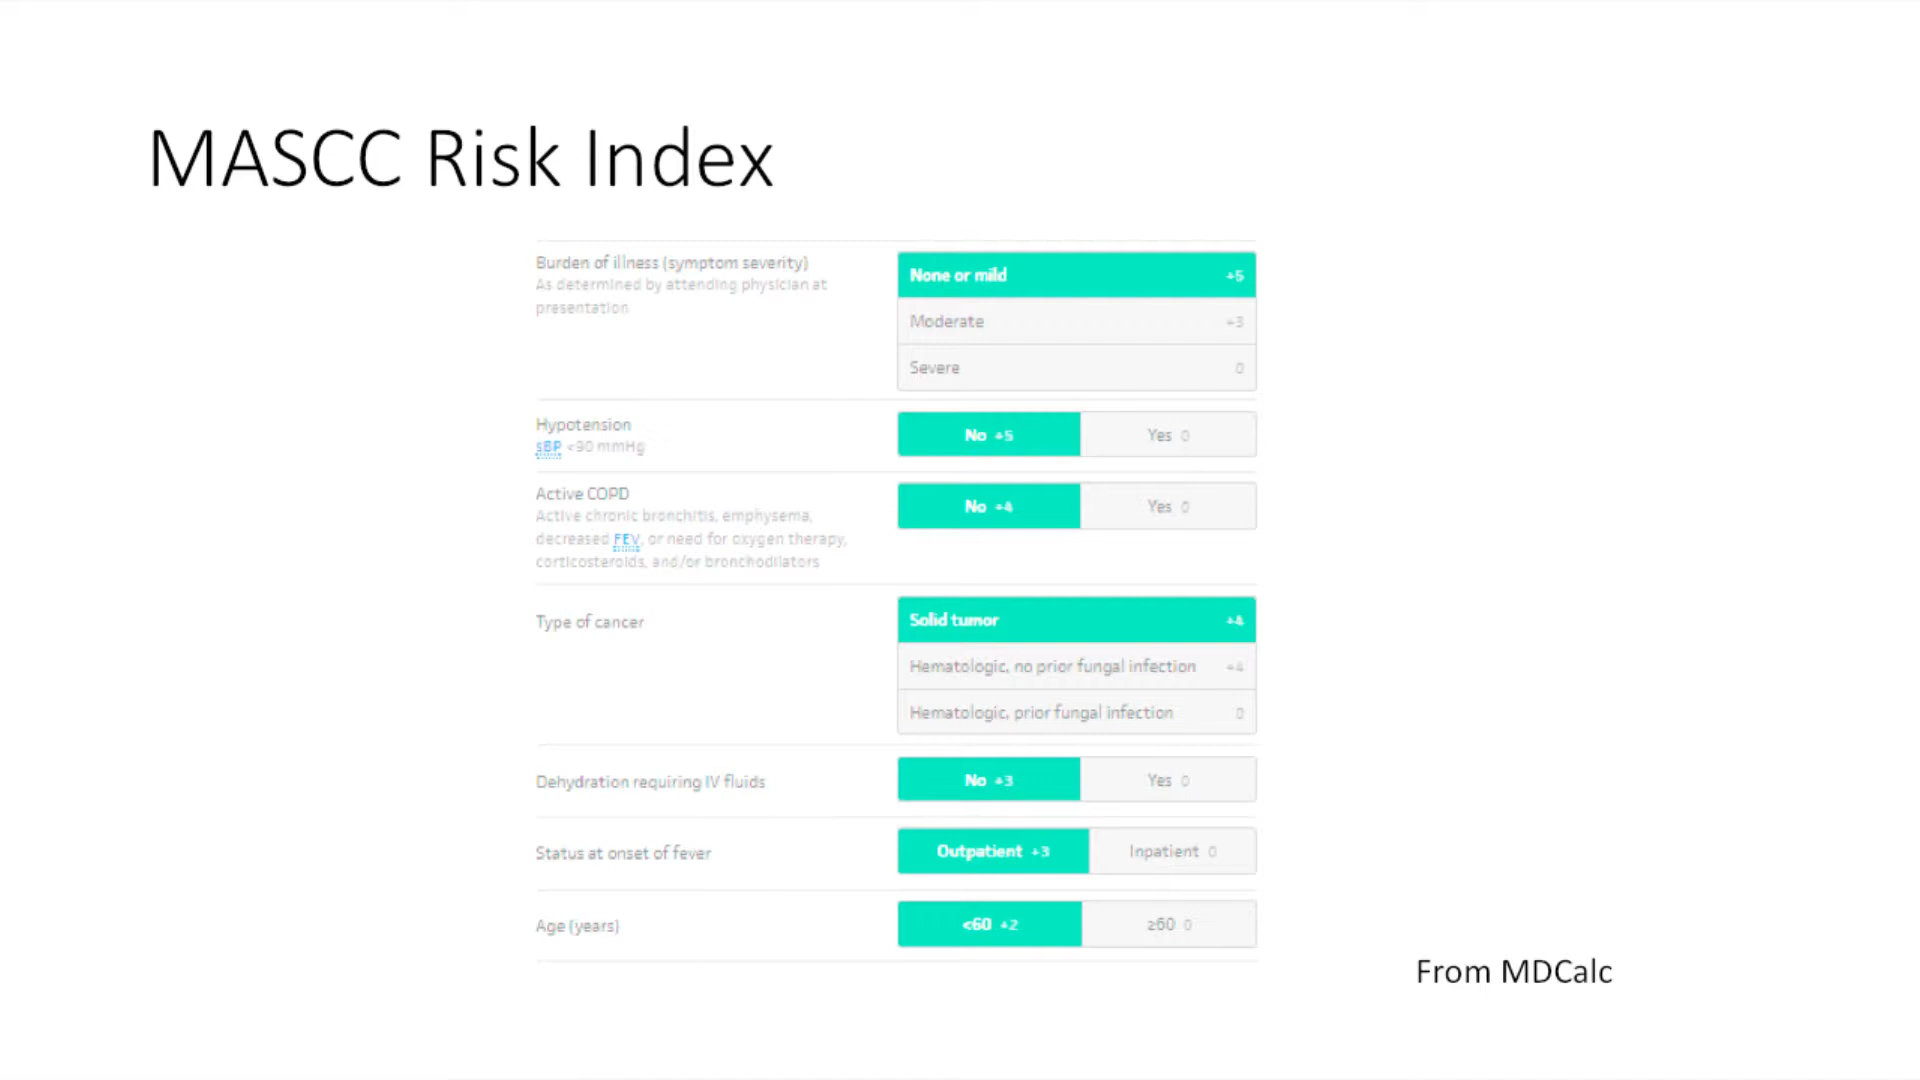 MASCC Risk Index
Burden of illness (symptom severity)
As determined by attending physician at
presentation
None or mild +5
Moderate +3
Severe 0
Hypotension
sBP <90 mmHg
No +5 Yes 0
Active COPD
Active chronic bronchitis, emphysema,
decreased FEV, or need for oxygen therapy,
corticosteroids, and/or bronchodilators
No +4 Yes 0
Type of cancer
Solid tumor +4
Hematologic, no prior fungal infection +4
Hematologic, prior fungal infection 0
Dehydration requiring IV fluids
No +3 Yes 0
Status at onset of fever
Outpatient +3 Inpatient 0
Age (years)
<60 +2 ≥60 0
From MDCalc